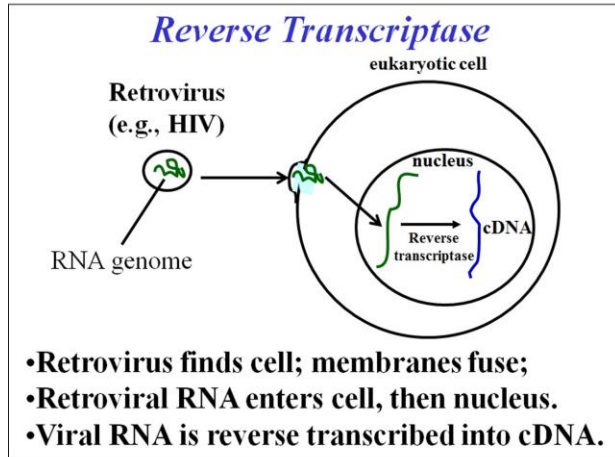 Reverse Transcriptase
eukaryotic cell
Retrovirus
(e.g., HIV)
nucleus
cDNA
Reverse
transcriptase
RNA genome
•Retrovirus finds cell; membranes fuse;
•Retroviral RNA enters cell, then nucleus.
•Viral RNA is reverse transcribed into cDNA.